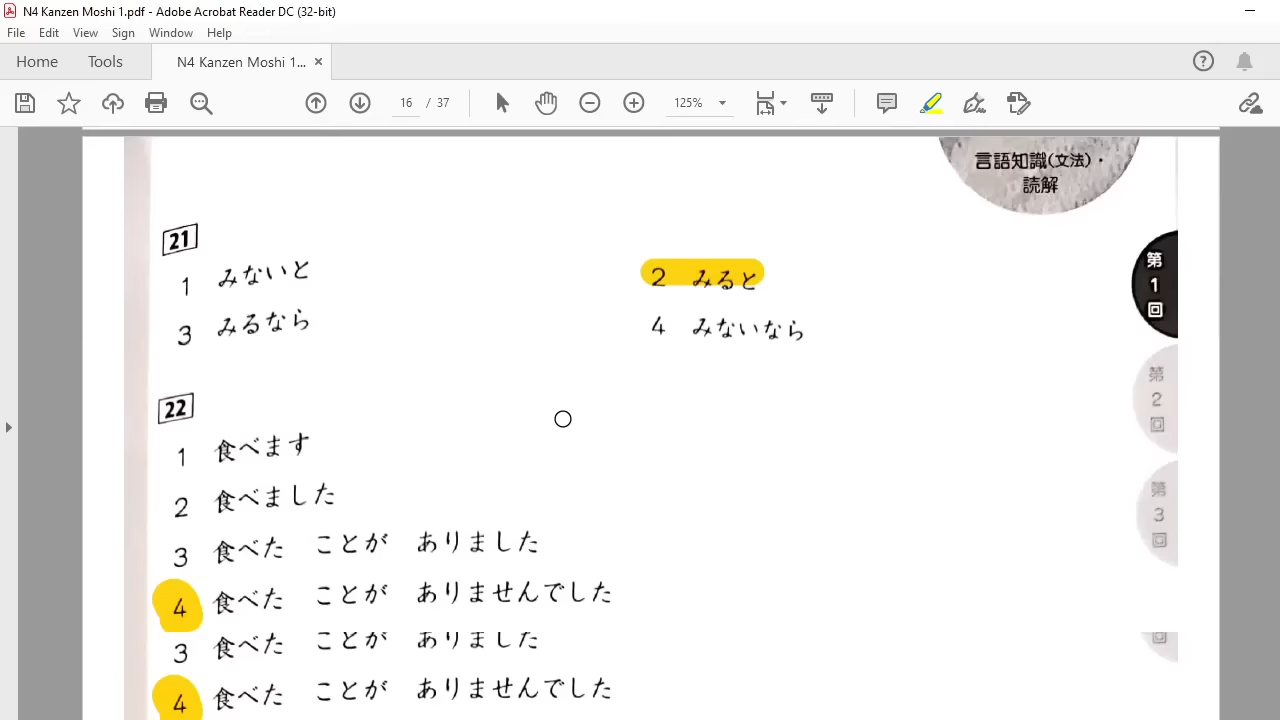 N4 Kanzen Moshi 1.pdf - Adobe Acrobat Reader DC (32-bit)
File Edit View Sign Window Help
Home Tools N4 Kanzen Moshi 1... ×
16 / 37 125%
言語知識(文法)・
読解
21
1 みないと 2 みると
3 みるなら 4 みないなら
第1回
22
第2回
1 食べます
2 食べました
第3回
3 食べた ことが ありました
4 食べた ことが ありませんでした
3 食べた ことが ありました
回
4 食べた ことが ありませんでした